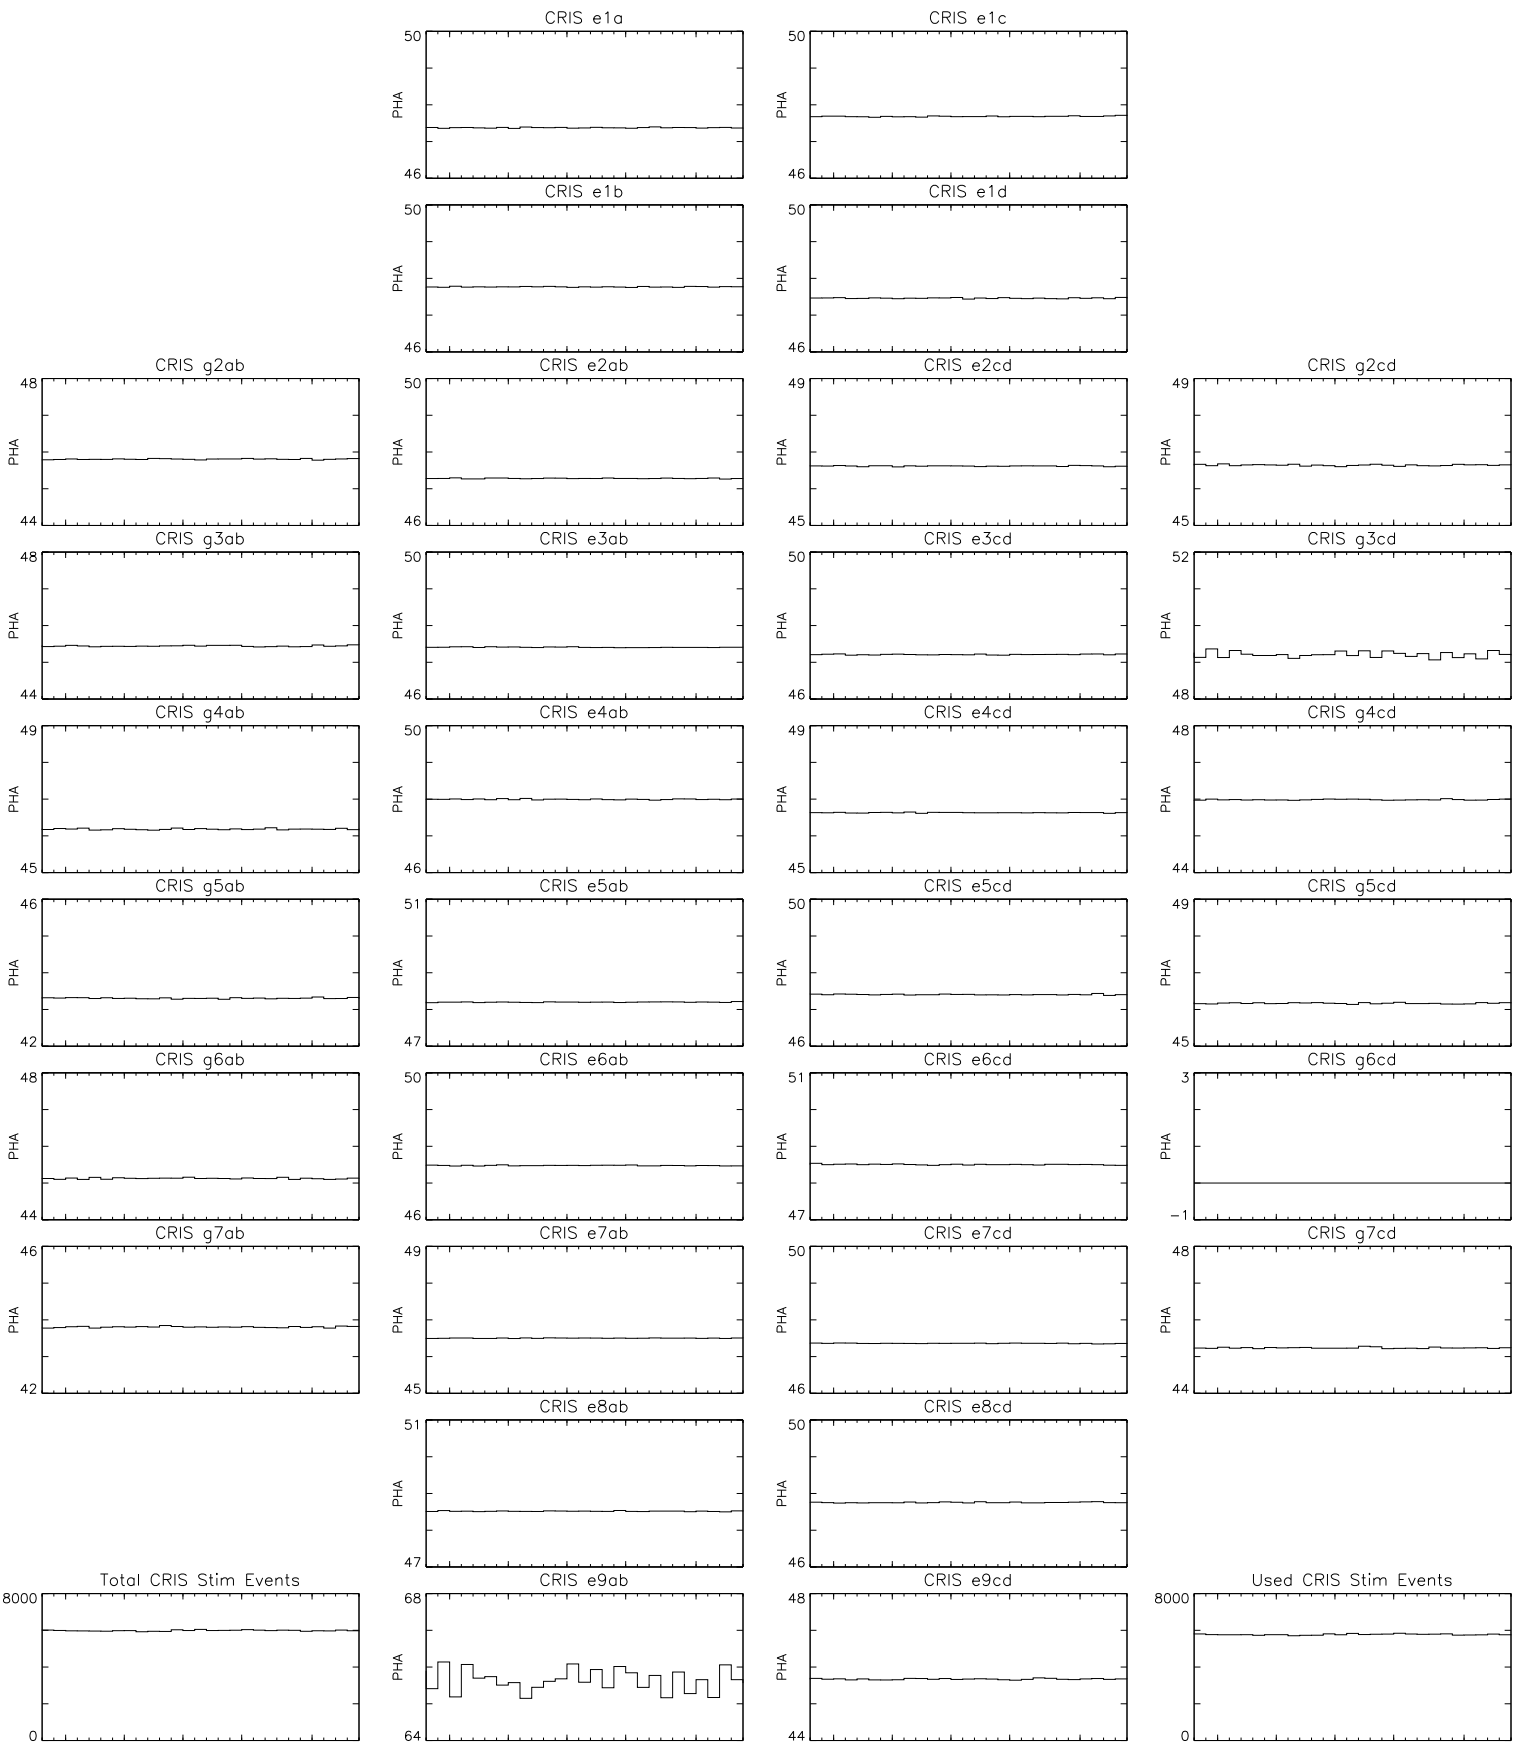 CRIS e1a
CRIS e1c
50
PHA
46
50
PHA
46
CRIS e1b
CRIS e1d
50
PHA
46
50
PHA
46
CRIS g2ab
CRIS e2ab
CRIS e2cd
CRIS g2cd
48
PHA
44
50
PHA
46
49
PHA
45
49
PHA
45
CRIS g3ab
CRIS e3ab
CRIS e3cd
CRIS g3cd
48
PHA
44
50
PHA
46
50
PHA
46
52
PHA
48
CRIS g4ab
CRIS e4ab
CRIS e4cd
CRIS g4cd
49
PHA
45
50
PHA
46
49
PHA
45
48
PHA
44
CRIS g5ab
CRIS e5ab
CRIS e5cd
CRIS g5cd
46
PHA
42
51
PHA
47
50
PHA
46
49
PHA
45
CRIS g6ab
CRIS e6ab
CRIS e6cd
CRIS g6cd
48
PHA
44
50
PHA
46
51
PHA
47
3
PHA
-1
CRIS g7ab
CRIS e7ab
CRIS e7cd
CRIS g7cd
46
PHA
42
49
PHA
45
50
PHA
46
48
PHA
44
CRIS e8ab
CRIS e8cd
51
PHA
47
50
PHA
46
Total CRIS Stim Events
CRIS e9ab
CRIS e9cd
Used CRIS Stim Events
8000
0
68
PHA
64
48
PHA
44
8000
0